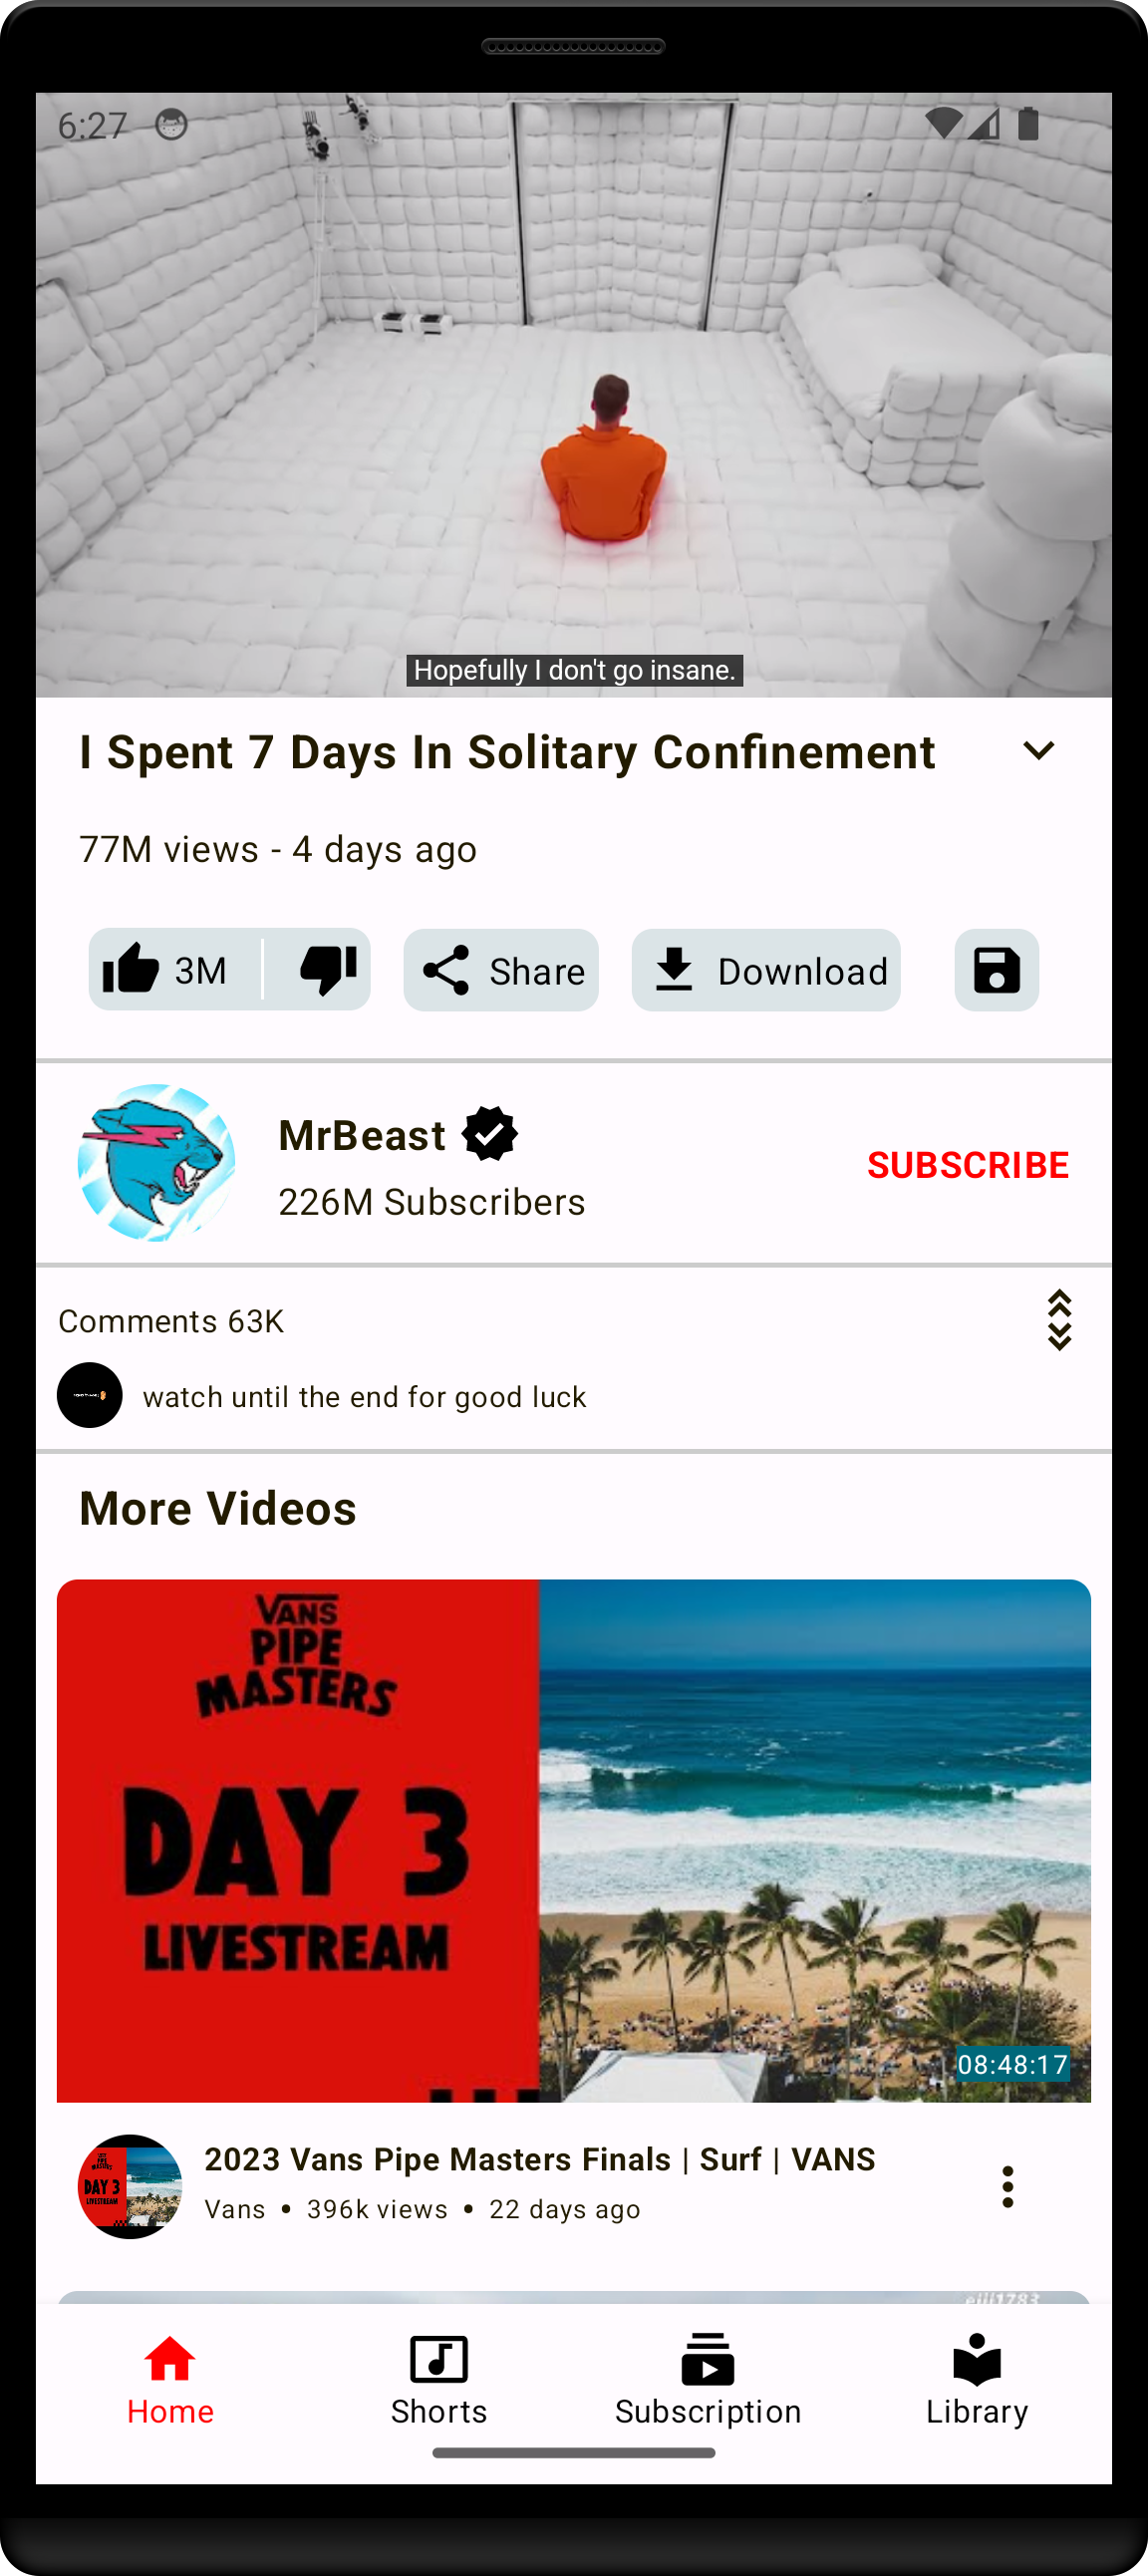 6:27
Hopefully I don't go insane.
I Spent 7 Days In Solitary Confinement
77M views - 4 days ago
3M
Share
Download
MrBeast
SUBSCRIBE
226M Subscribers
Comments 63K
watch until the end for good luck
More Videos
VANS
PIPE
MASTERS
DAY 3
LIVESTREAM
08:48:17
2023 Vans Pipe Masters Finals | Surf | VANS
Vans • 396k views • 22 days ago
DAY 3
LIVESTREAM
Home
Shorts
Subscription
Library